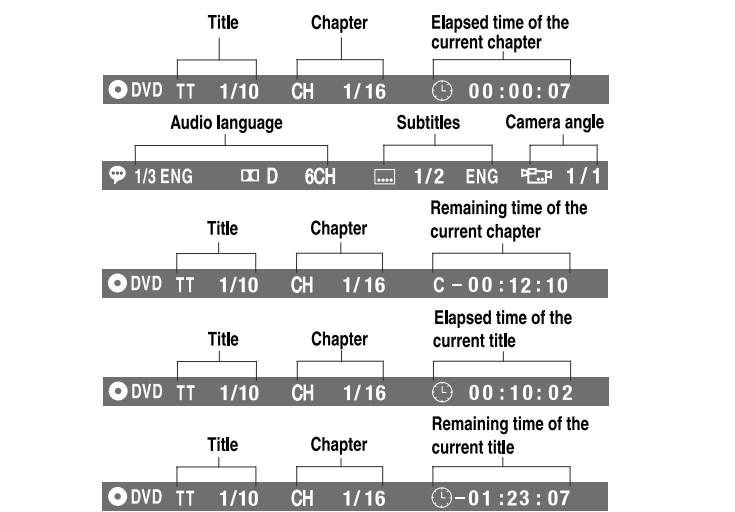 Title Chapter Elapsed time of the
current chapter
DVD TT 1/10 CH 1/16 00:00:07
Audio language Subtitles Camera angle
1/3 ENG D 6CH 1/2 ENG 1/1
Remaining time of the
Title Chapter current chapter
DVD TT 1/10 CH 1/16 C-00:12:10
Elapsed time of the
Title Chapter current title
DVD TT 1/10 CH 1/16 00:10:02
Remaining time of the
Title Chapter current title
DVD TT 1/10 CH 1/16 -01:23:07